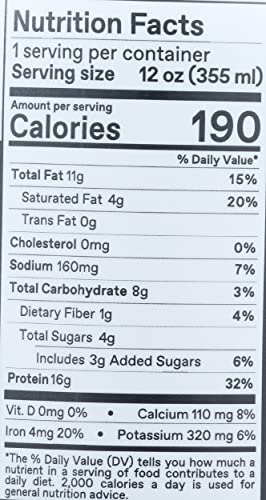 Nutrition Facts
1 serving per container
Serving size 12 oz (355 ml)
Amount per serving
Calories 190
% Daily Value*
Total Fat 11g 15%
Saturated Fat 4g 20%
Trans Fat 0g
Cholesterol 0mg 0%
Sodium 160mg 7%
Total Carbohydrate 8g 3%
Dietary Fiber 1g 4%
Total Sugars 4g
Includes 3g Added Sugars 6%
Protein 16g 32%
Vit. D 0mg 0% • Calcium 110 mg 8%
Iron 4mg 20% • Potassium 320 mg 6%
*The % Daily Value (DV) tells you how much a
nutrient in a serving of food contributes to a
daily diet. 2,000 calories a day is used for
general nutrition advice.